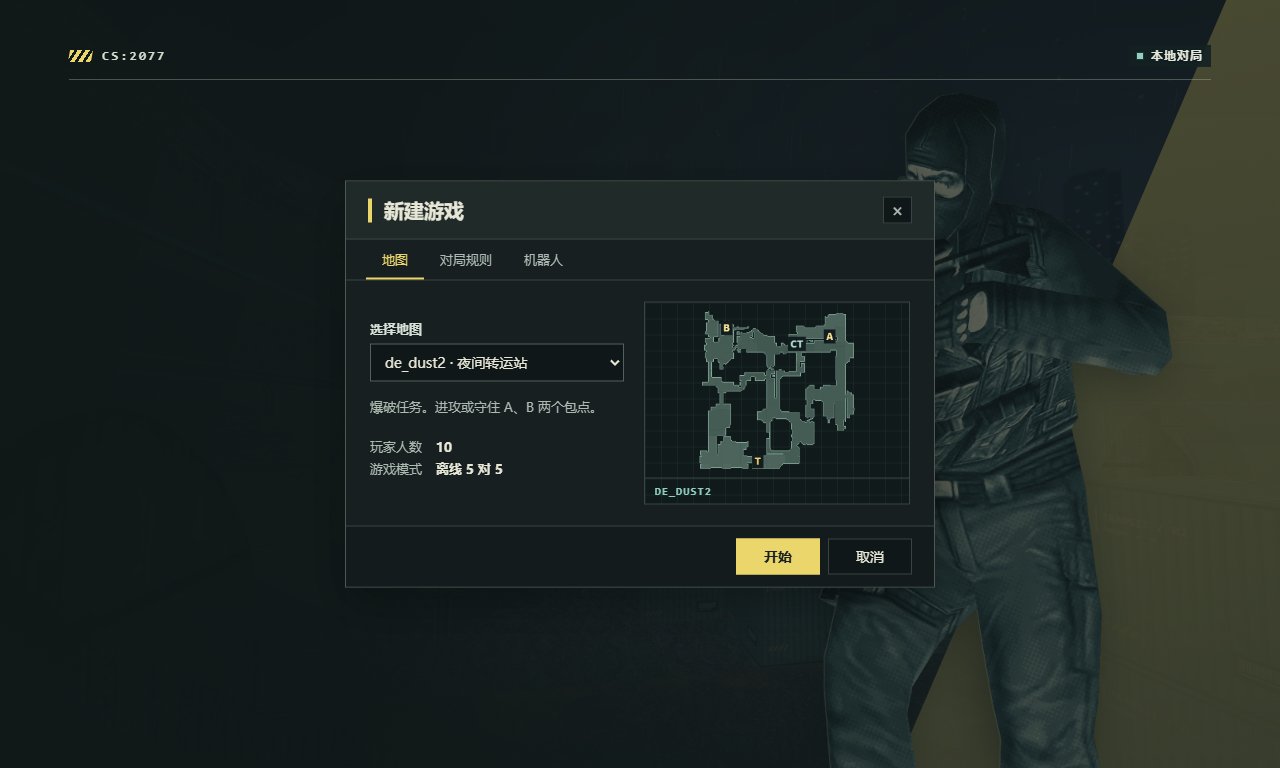 CS:2077
本地对局
新建游戏
×
地图 对局规则 机器人
选择地图
de_dust2 · 夜间转运站
爆破任务。进攻或守住 A、B 两个包点。
玩家人数 10
游戏模式 离线 5 对 5
B
A
CT
T
DE_DUST2
开始 取消